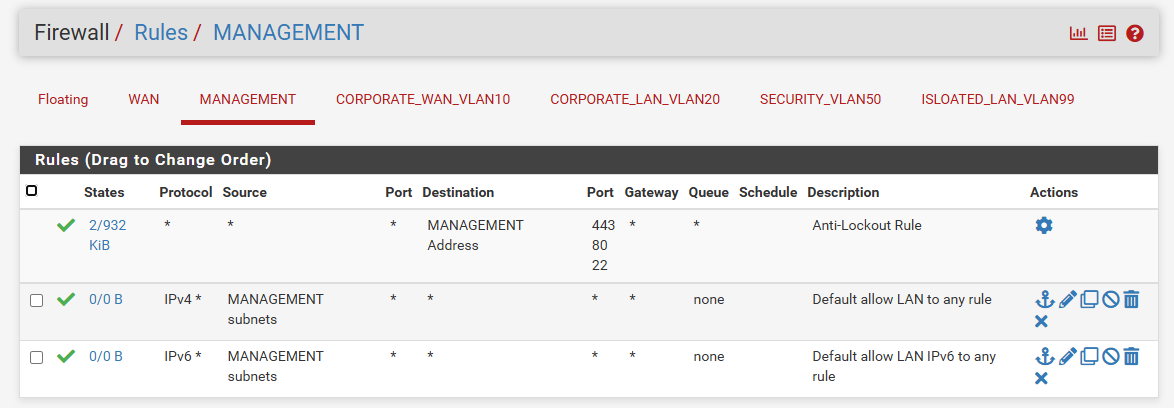 Firewall / Rules / MANAGEMENT
Floating WAN MANAGEMENT CORPORATE_WAN_VLAN10 CORPORATE_LAN_VLAN20 SECURITY_VLAN50 ISLOATED_LAN_VLAN99
Rules (Drag to Change Order)
States Protocol Source Port Destination Port Gateway Queue Schedule Description Actions
2/932 * * * MANAGEMENT 443 * * Anti-Lockout Rule
KiB Address 80
22
0/0 B IPv4 * MANAGEMENT * * * * none Default allow LAN to any rule
subnets
0/0 B IPv6 * MANAGEMENT * * * * none Default allow LAN IPv6 to any
subnets rule